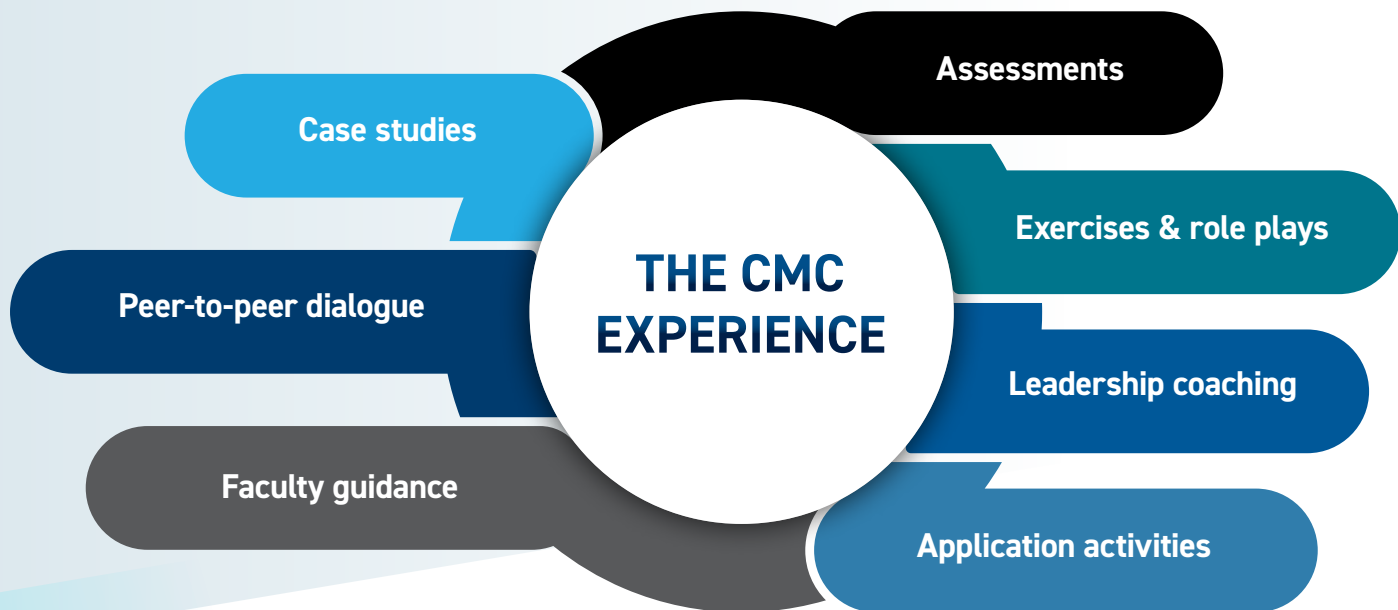 Assessments
Case studies
Exercises & role plays
THE CMC
EXPERIENCE
Peer-to-peer dialogue
Leadership coaching
Faculty guidance
Application activities